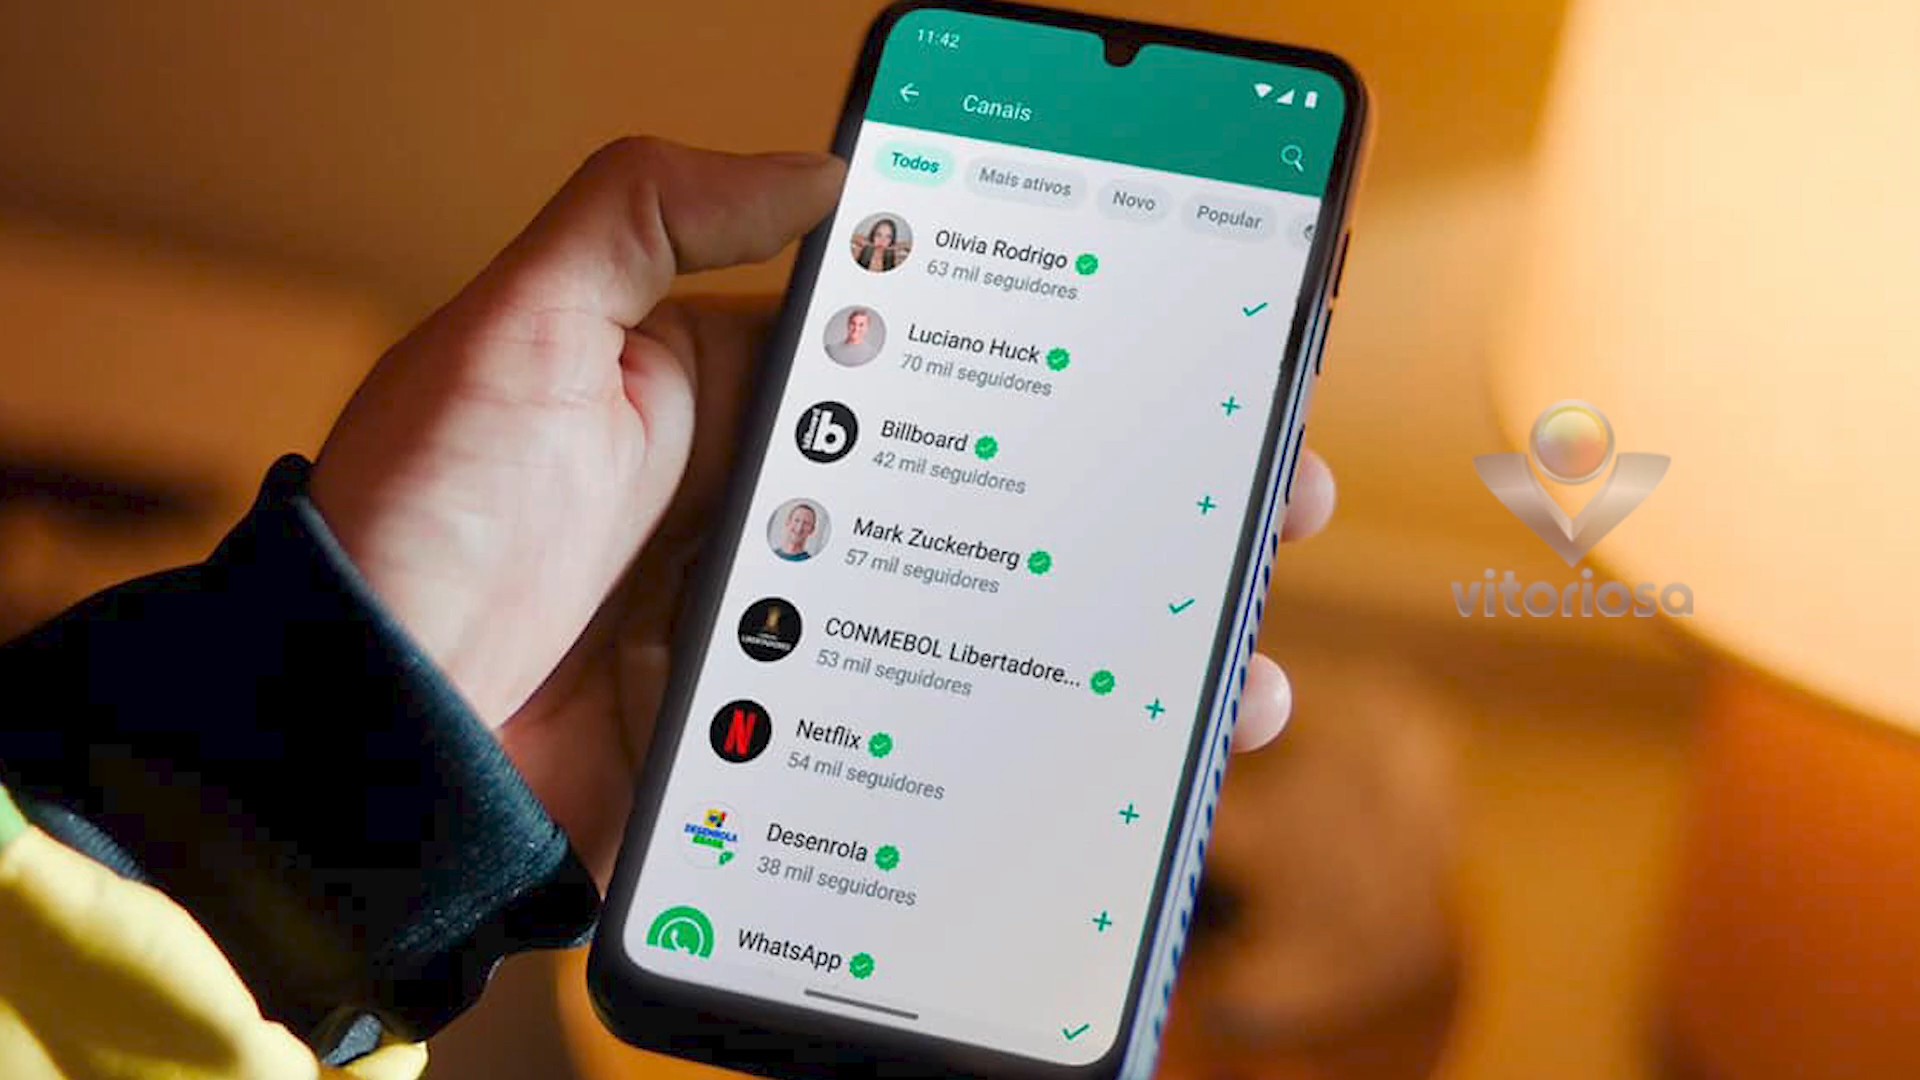 11:42
Canais
Todos
Mais ativos
Novo
Popular
Olivia Rodrigo
63 mil seguidores
Luciano Huck
70 mil seguidores
Billboard
42 mil seguidores
Mark Zuckerberg
57 mil seguidores
CONMEBOL Libertadore...
53 mil seguidores
Netflix
54 mil seguidores
DESENROLA
BRASIL
Desenrola
38 mil seguidores
WhatsApp
vitoriosa